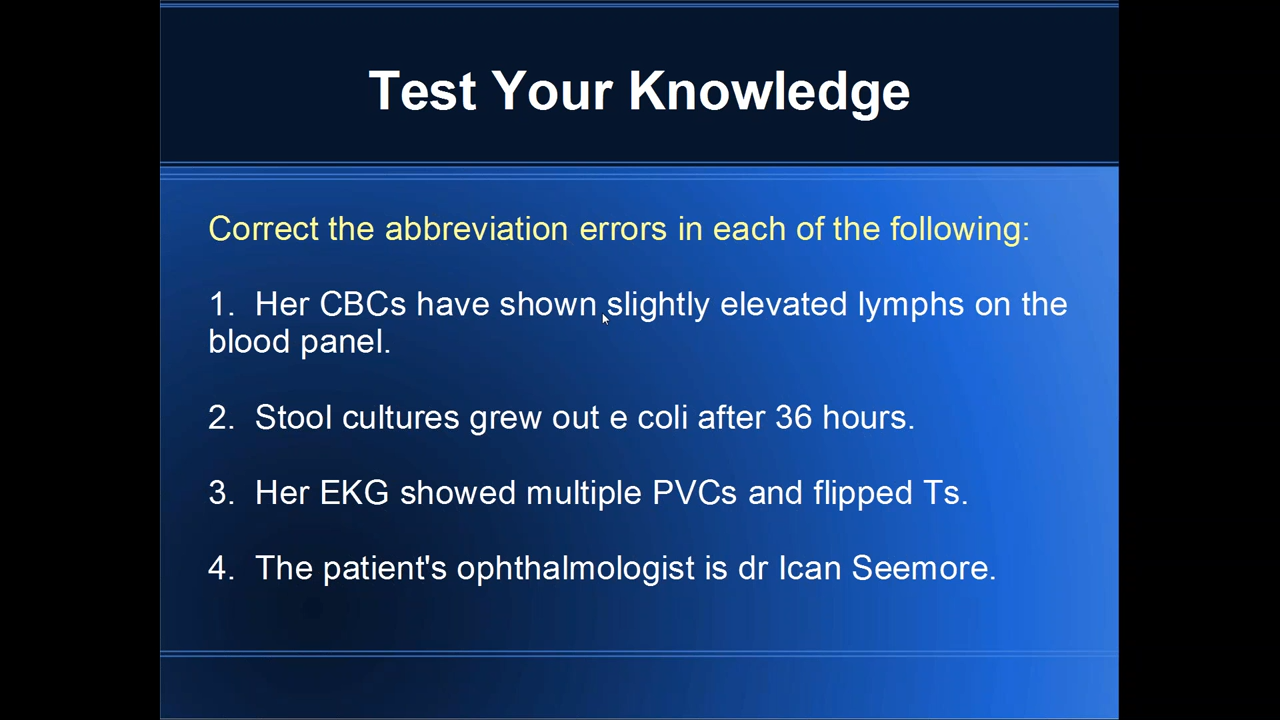 Test Your Knowledge
Correct the abbreviation errors in each of the following:
1. Her CBCs have shown slightly elevated lymphs on the
blood panel.
2. Stool cultures grew out e coli after 36 hours.
3. Her EKG showed multiple PVCs and flipped Ts.
4. The patient's ophthalmologist is dr Ican Seemore.